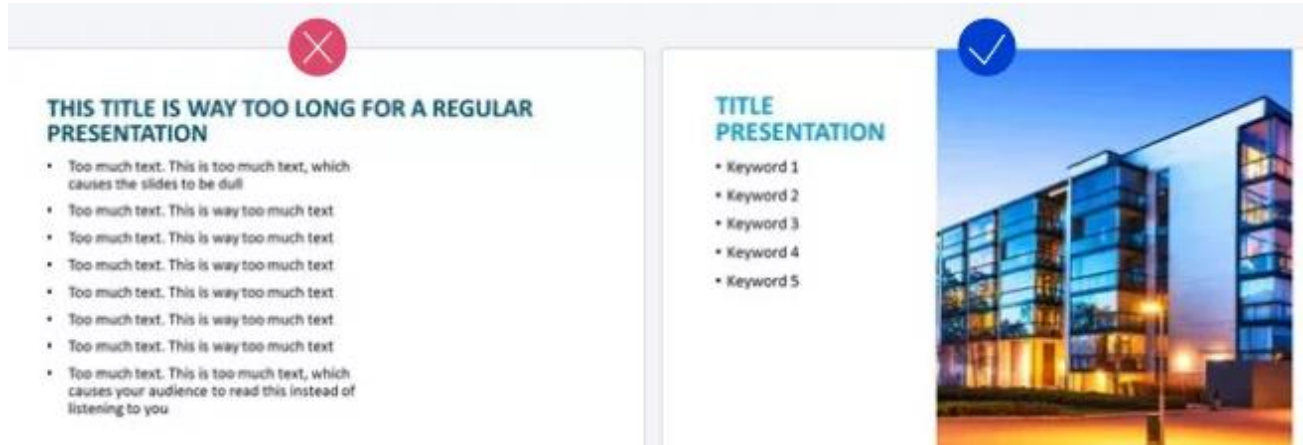 THIS TITLE IS WAY TOO LONG FOR A REGULAR
PRESENTATION
• Too much text. This is too much text, which
causes the slides to be dull
• Too much text. This is way too much text
• Too much text. This is way too much text
• Too much text. This is way too much text
• Too much text. This is way too much text
• Too much text. This is way too much text
• Too much text. This is way too much text
• Too much text. This is too much text, which
causes your audience to read this instead of
listening to you
TITLE
PRESENTATION
• Keyword 1
• Keyword 2
• Keyword 3
• Keyword 4
• Keyword 5